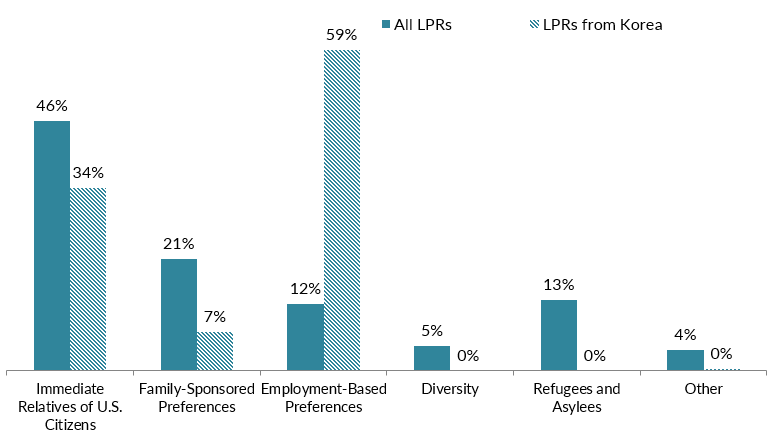 All LPRs
LPRs from Korea
46%
34%
21%
7%
12%
59%
5%
0%
13%
0%
4%
0%
Immediate
Relatives of U.S.
Citizens
Family-Sponsored
Preferences
Employment-Based
Preferences
Diversity
Refugees and
Asylees
Other